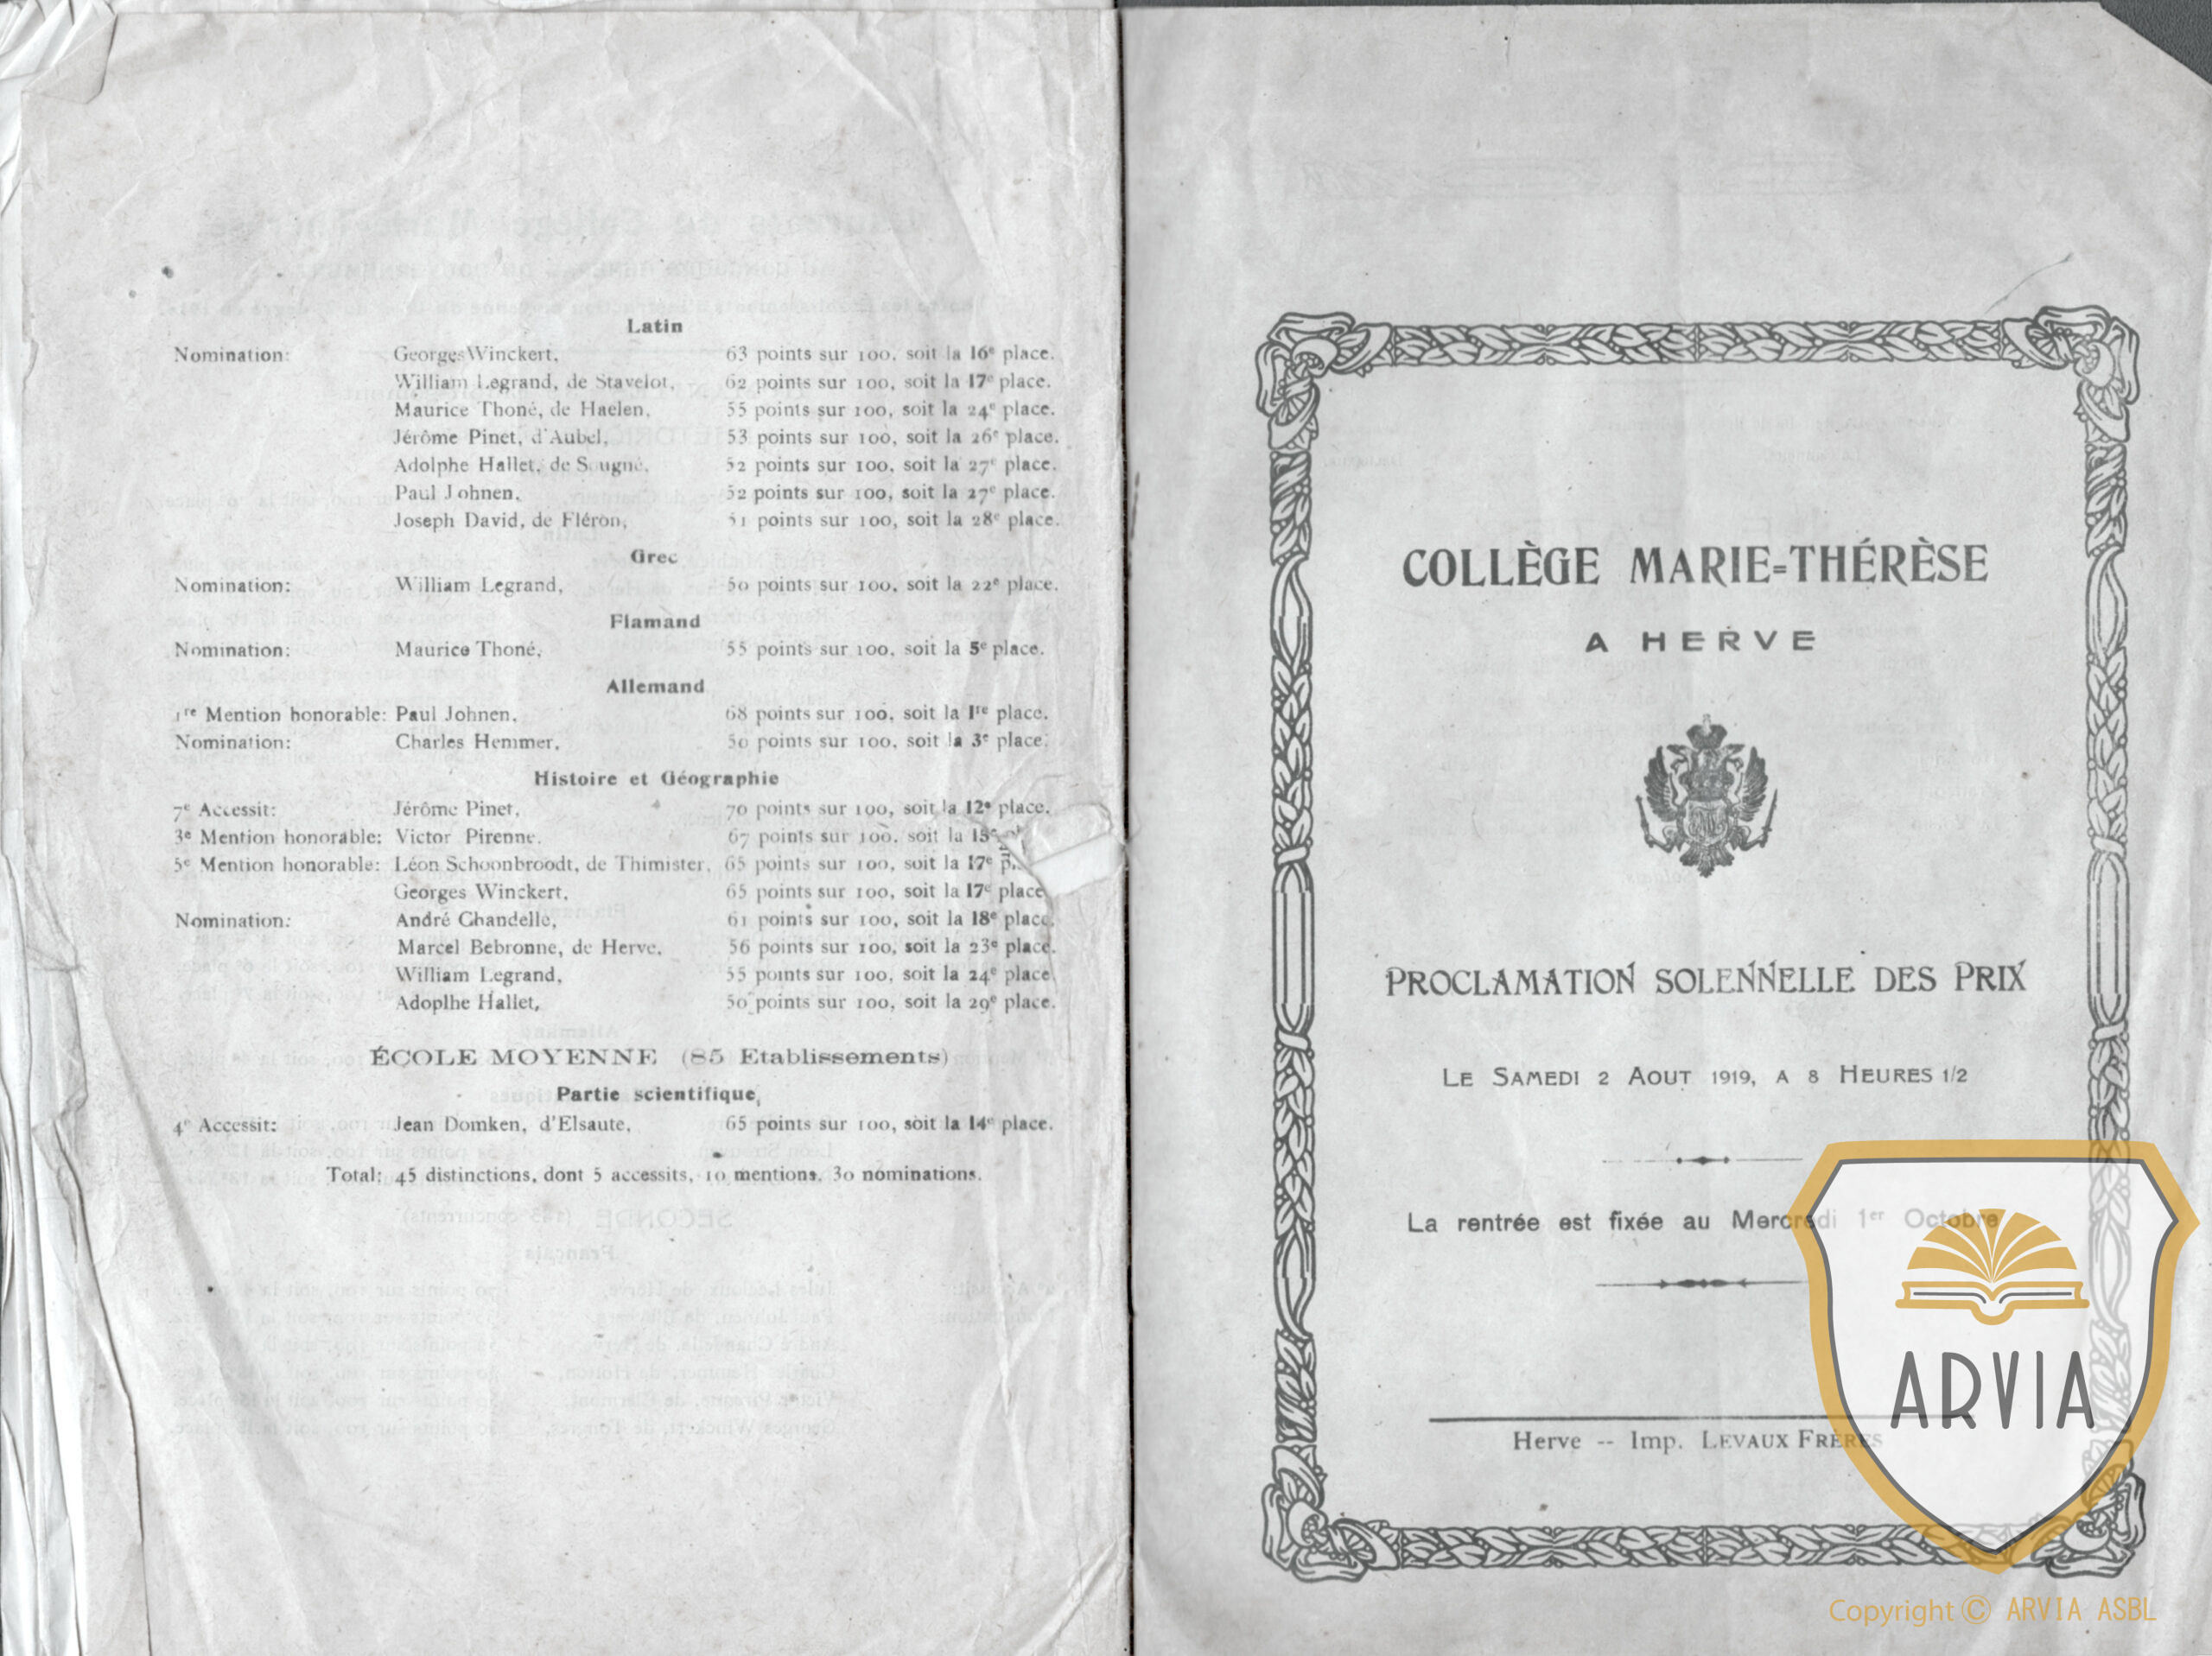 Latin
Nomination: Georges Winckert, 63 points sur 100, soit la 16e place.
William Legrand, de Stavelot, 62 points sur 100, soit la 17e place.
Maurice Thoné, de Haelen, 55 points sur 100, soit la 24e place.
Jérôme Pinet, d'Aubel, 53 points sur 100, soit la 26e place.
Adolphe Hallet, de 52 points sur 100, soit la 27e place.
Paul Johnen, 52 points sur 100, soit la 27e place.
Joseph David, de Fléron, 51 points sur 100, soit la 28e place.
Grec
Nomination: William Legrand, 50 points sur 100, soit la 22e place.
Flamand
Nomination: Maurice Thoné, 55 points sur 100, soit la 5e place.
Allemand
1re Mention honorable: Paul Johnen, 68 points sur 100, soit la 1re place.
Nomination: Charles Hemmer, 50 points sur 100, soit la 3e place.
Histoire et Géographie
7e Accessit: Jérôme Pinet, 70 points sur 100, soit la 12e place.
3e Mention honorable: Victor Pirenne, 67 points sur 100, soit la
5e Mention honorable: Léon Schoonbroodt, de Thimister, 65 points sur 100, soit la 17e
Georges Winckert, 65 points sur 100, soit la 17e place
Nomination: André Chandelle, 61 points sur 100, soit la 18e place.
Marcel Bebronne, de Herve, 56 points sur 100, soit la 23e place.
William Legrand, 55 points sur 100, soit la 24e place.
Adoplhe Hallet, 50 points sur 100, soit la 29e place.
ÉCOLE MOYENNE (85 Etablissements)
Partie scientifique,
4e Accessit: Jean Domken, d'Elsaute, 65 points sur 100, soit la 14e place.
Total: 45 distinctions, dont 5 accessits, 10 mentions, 30 nominations.
COLLÈGE MARIE=THÉRÈSE
A HERVE
PROCLAMATION SOLENNELLE DES PRIX
LE SAMEDI 2 AOUT 1919, A 8 HEURES 1/2
La rentrée est fixée au Mercredi 1er Octobre
Herve -- Imp. LEVAUX FRÈRES
ARVIA
Copyright © ARVIA ASBL